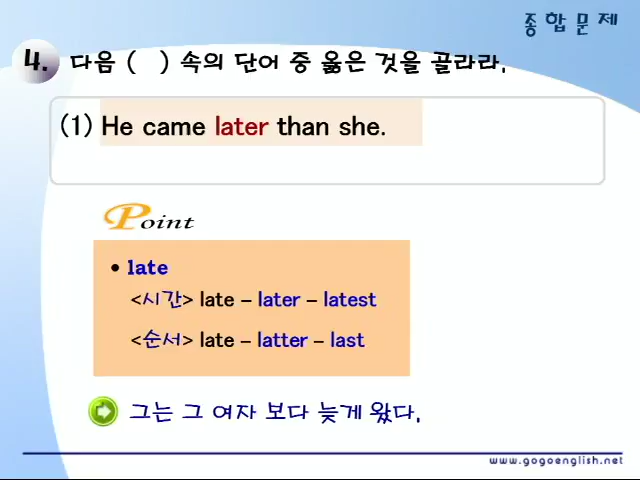 종합문제
4. 다음 (   ) 속의 단어 중 옳은 것을 골라라.
(1) He came later than she.
Point
• late
<시간> late – later – latest
<순서> late – latter – last
그는 그 여자 보다 늦게 왔다.
www.gogoenglish.net